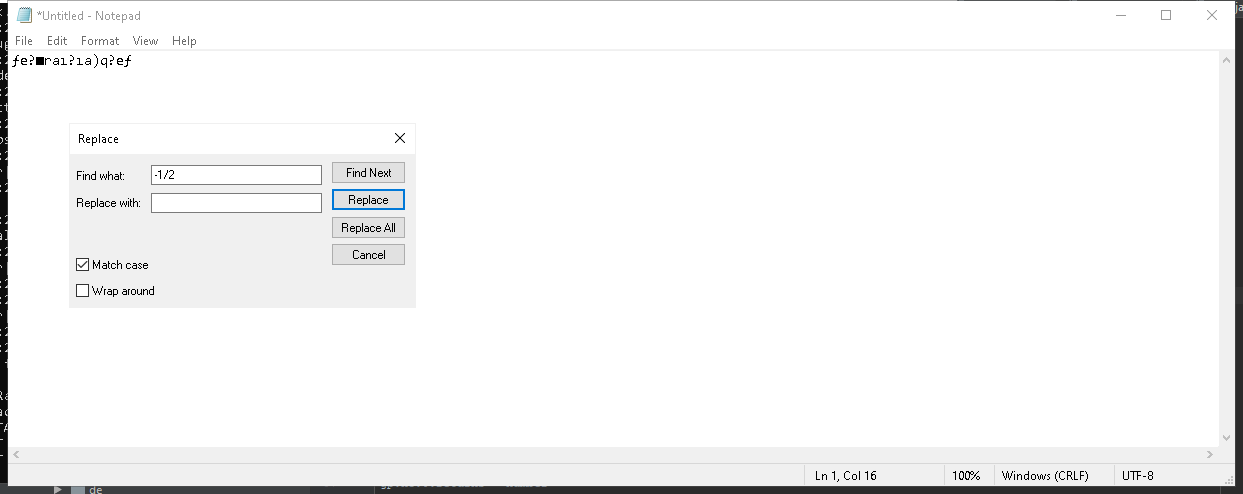 *Untitled - Notepad
File Edit Format View Help
ƒe?■raı?ıa)q?eƒ
Replace
Find what: -1/2 Find Next
Replace with: Replace
Replace All
Cancel
Match case
Wrap around
Ln 1, Col 16 100% Windows (CRLF) UTF-8
de